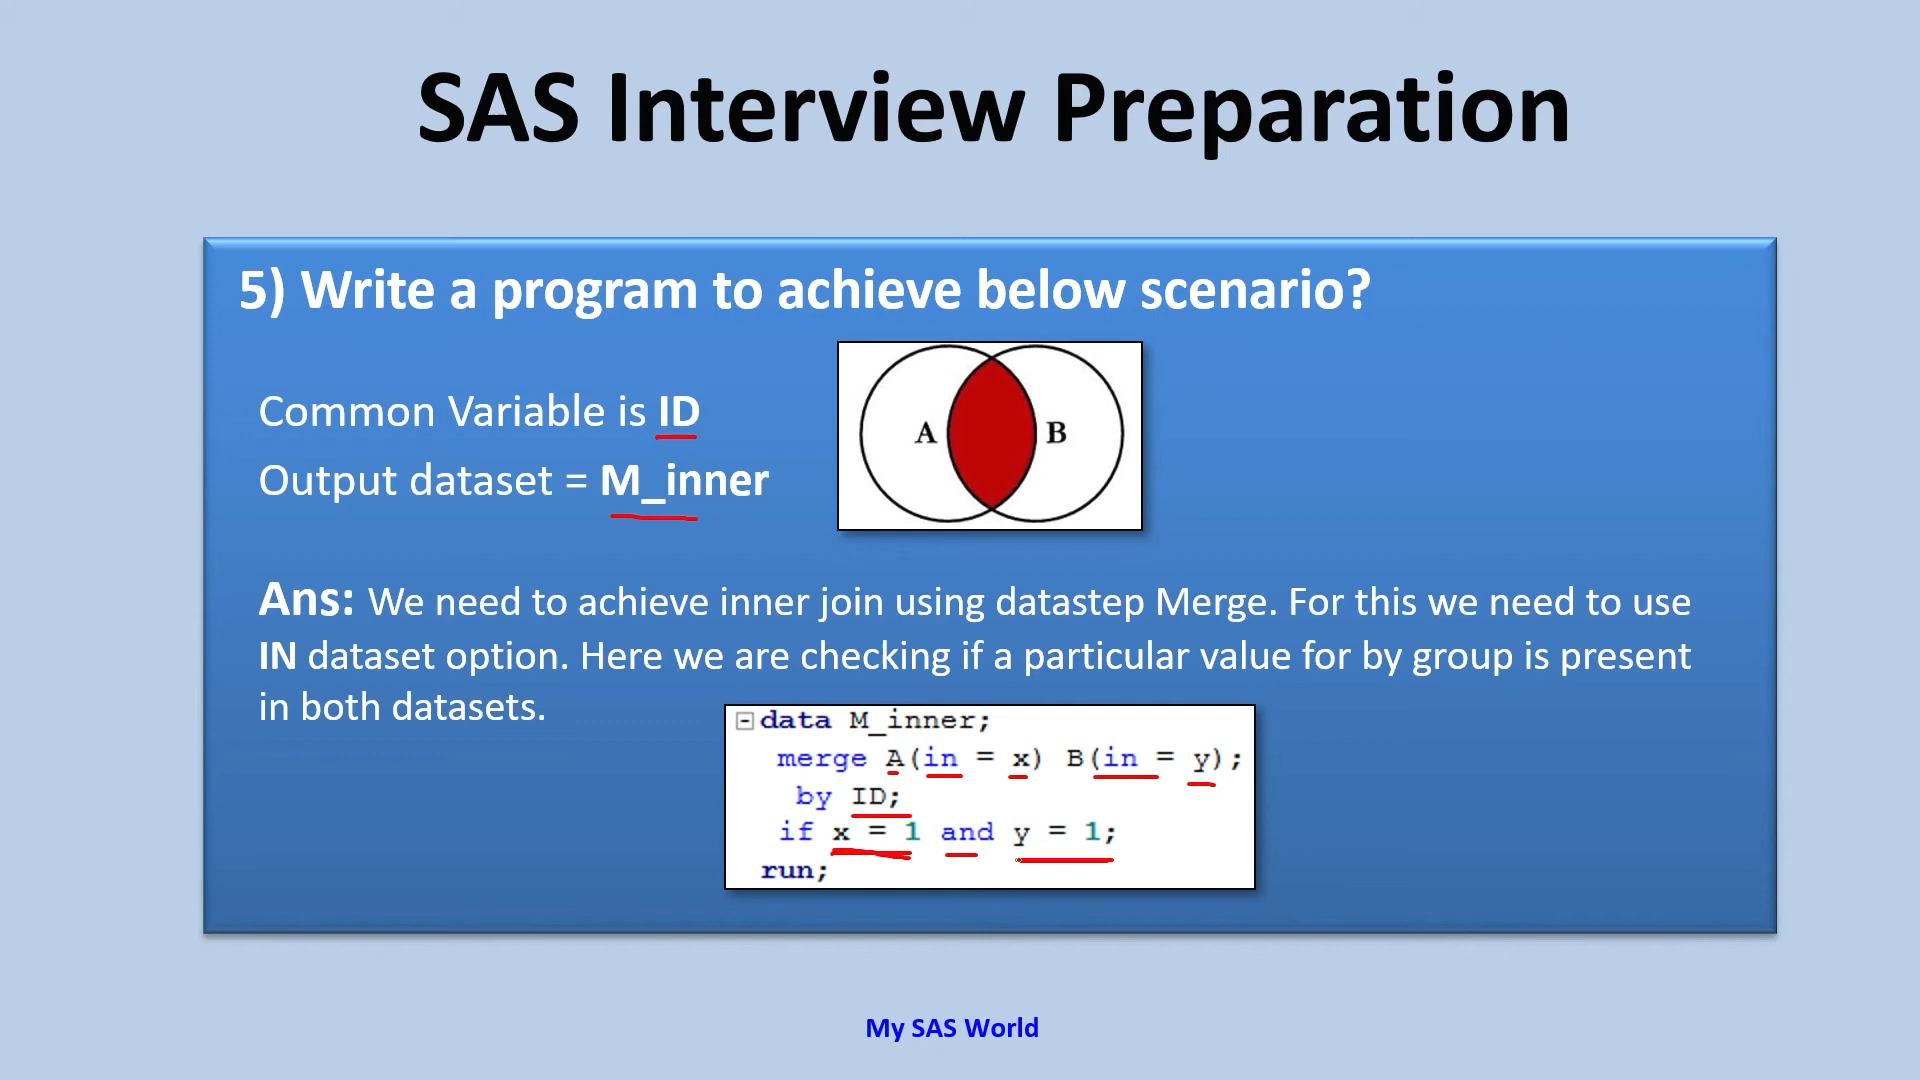 SAS Interview Preparation
5) Write a program to achieve below scenario?
Common Variable is ID
Output dataset = M_inner
A B
Ans: We need to achieve inner join using datastep Merge. For this we need to use
IN dataset option. Here we are checking if a particular value for by group is present
in both datasets.
data M_inner;
merge A(in = x) B(in = y);
by ID;
if x = 1 and y = 1;
run;
My SAS World